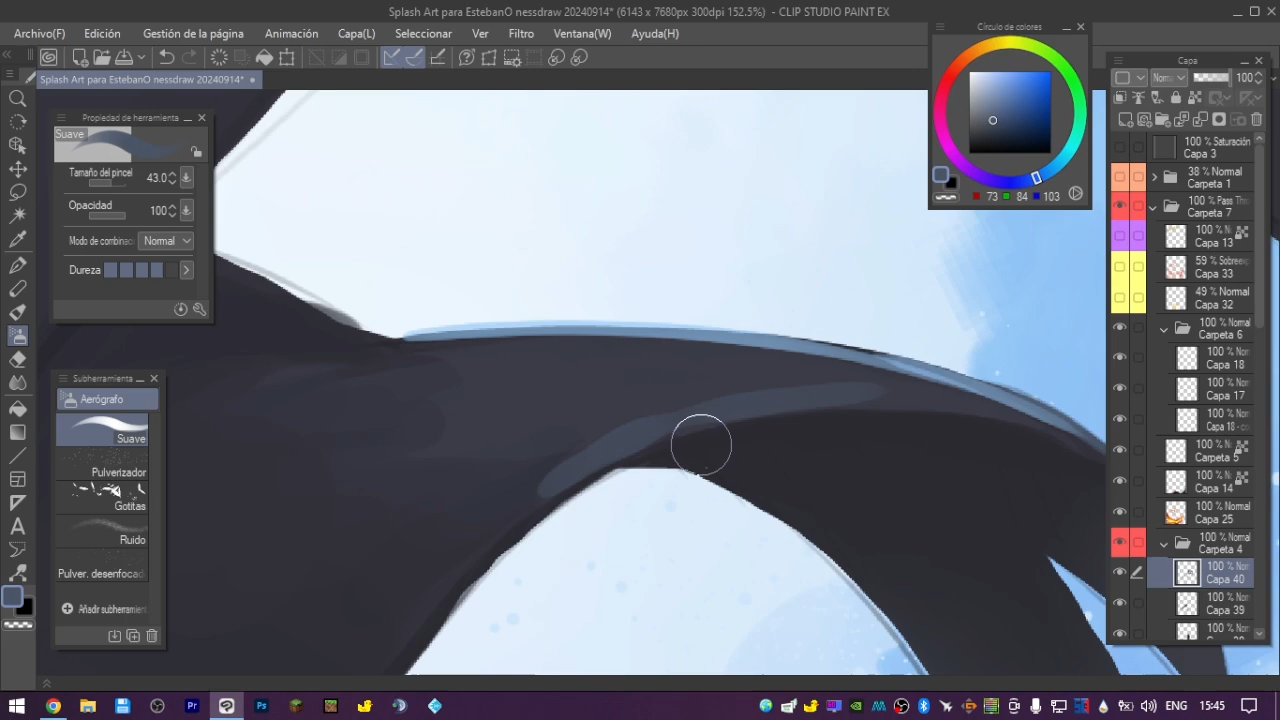 Splash Art para EstebanO nessdraw 20240914* (6143 x 7680px 300dpi 152.5%) - CLIP STUDIO PAINT EX
Archivo(F) Edición Gestión de la página Animación Capa(L) Seleccionar Ver Filtro Ventana(W) Ayuda(H)
Splash Art para EstebanO nessdraw 20240914*
Propiedad de herramienta
Suave
Tamaño del pincel 43.0
Opacidad 100
Modo de combinac Normal
Dureza
Subherramienta
Aerógrafo
Suave
Pulverizador
Gotitas
Ruido
Pulver. desenfocad
Añadir subherramient
Círculo de colores
73 84 103
Capa
Norma 100
100 % Saturación
Capa 3
38 % Normal
Carpeta 1
100 % Pass Thr
Carpeta 7
100 % N
Capa 13
59 % Sobreex
Capa 33
49 % Normal
Capa 32
100 % Normal
Carpeta 6
100 % Nor
Capa 18
100 % Nor
Capa 17
100 % Nor
Capa 18 - co
100 % N
Carpeta 5
100 % N
Capa 14
100 % Normal
Capa 25
100 % Normal
Carpeta 4
100 % Nor
Capa 40
100 % Nor
Capa 39
100 % Nor
ENG 15:45